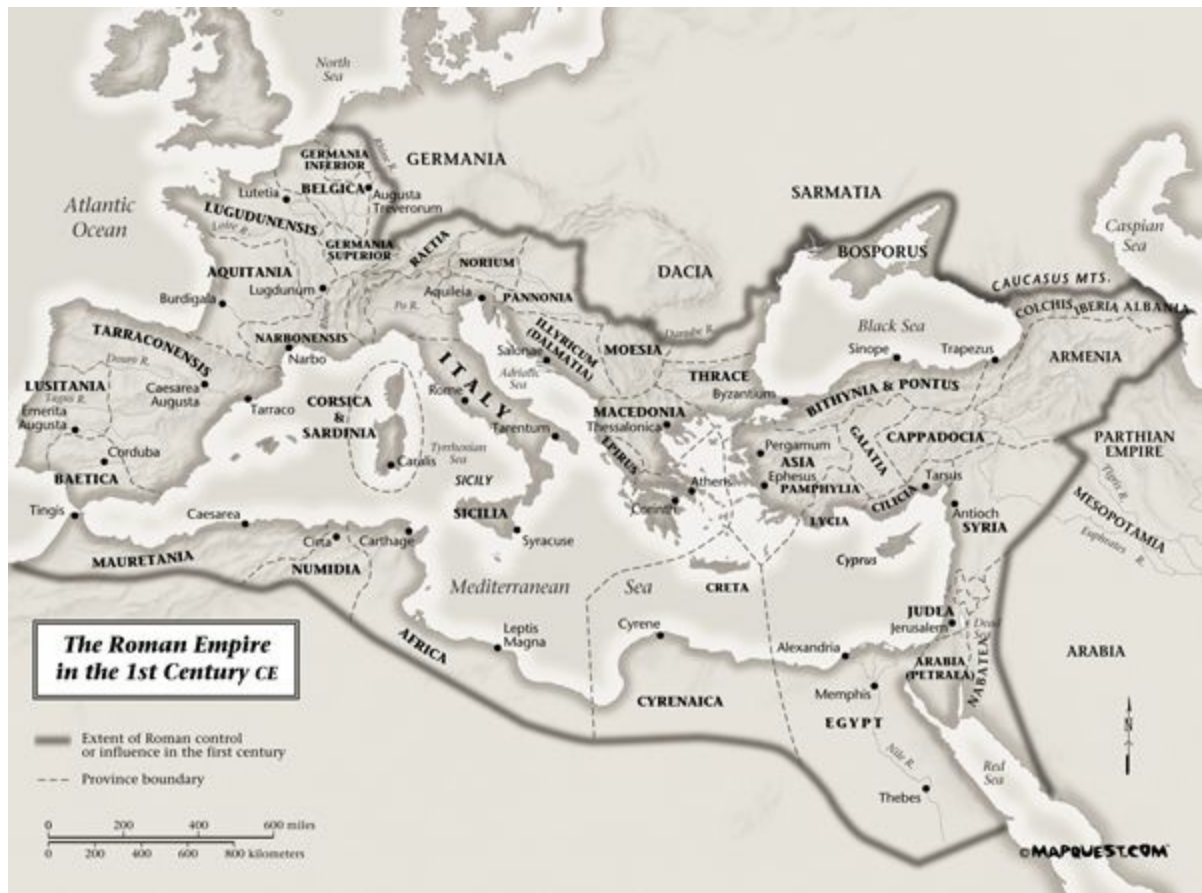 North
Sea
Atlantic
Ocean
GERMANIA
INFERIOR
BELGICA
Rhine R.
GERMANIA
Lutetia
Augusta
Treverorum
LUGUDUNENSIS
Loire R.
GERMANIA
SUPERIOR
RAETIA
NORIUM
AQUITANIA
Lugdunum
Burdigala
Aquileia
PANNONIA
Po R.
NARBONENSIS
Narbo
TARRACONENSIS
Douro R.
LUSITANIA
Tagus R.
Emerita
Augusta
Caesarea
Augusta
Tarraco
Corduba
BAETICA
Tingis
CORSICA
&
SARDINIA
Caralis
ITALY
Rome
Tarentum
Tyrrhenian
Sea
SICILY
SICILIA
Syracuse
Salonae
Adriatic
Sea
ILLYRICUM
(DALMATIA)
MOESIA
DACIA
Danube R.
SARMATIA
BOSPORUS
Caspian
Sea
CAUCASUS MTS.
COLCHIS
IBERIA
ALBANIA
Black Sea
Sinope
Trapezus
ARMENIA
THRACE
Byzantium
BITHYNIA & PONTUS
MACEDONIA
Thessalonica
EPIRUS
Athens
Corinth
Pergamum
ASIA
Ephesus
PAMPHYLIA
GALATIA
CAPPADOCIA
LYCIA
CILICIA
Tarsus
Antioch
SYRIA
PARTHIAN
EMPIRE
Tigris R.
MESOPOTAMIA
Euphrates R.
Cyprus
CRETA
Caesarea
Cirta
Carthage
MAURETANIA
NUMIDIA
Mediterranean
Sea
AFRICA
Leptis
Magna
Cyrene
CYRENAICA
Alexandria
Memphis
EGYPT
Nile R.
Thebes
JUDEA
Jerusalem
Dead
Sea
ARABIA
(PETRAEA)
NABATEA
ARABIA
Red
Sea
The Roman Empire
in the 1st Century CE
Extent of Roman control
or influence in the first century
Province boundary
0 200 400 600 miles
0 200 400 600 800 kilometers
©MAPQUEST.COM